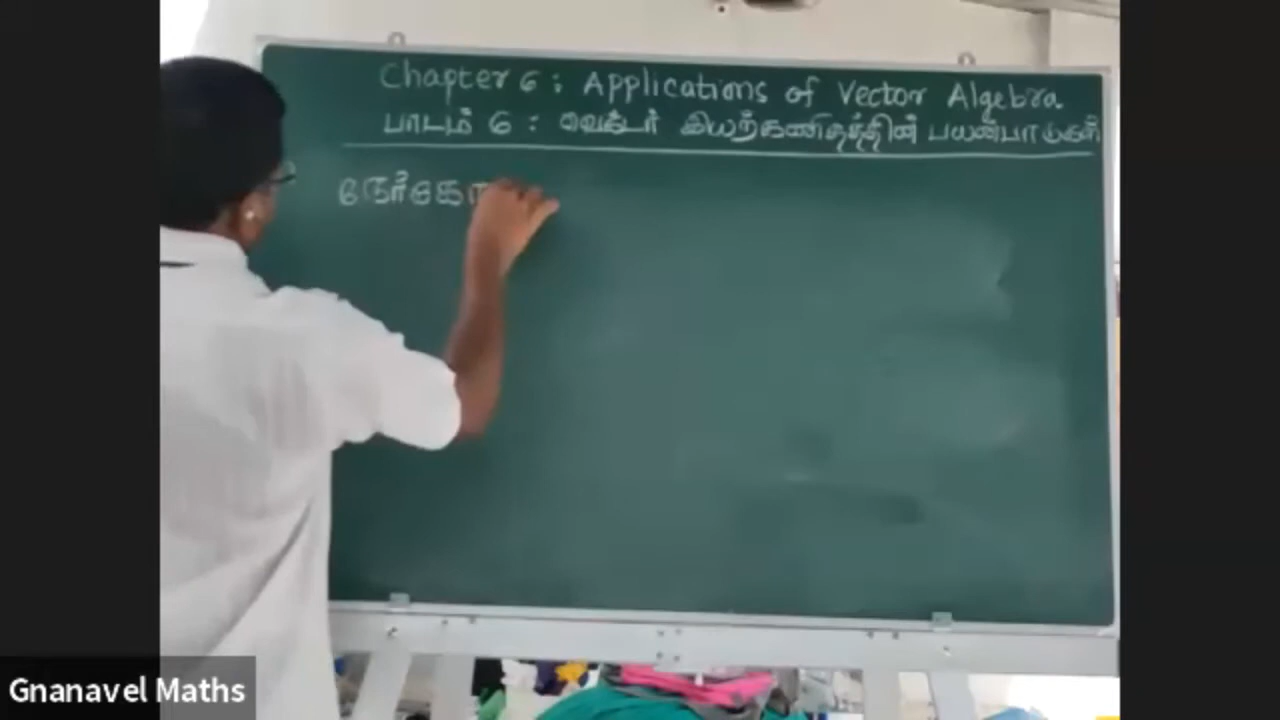 Chapter 6 : Applications of Vector Algebra
பாடம் 6 : வெக்டர் இயற்கணிதத்தின் பயன்பாடுகள்
நேர்கோ
Gnanavel Maths